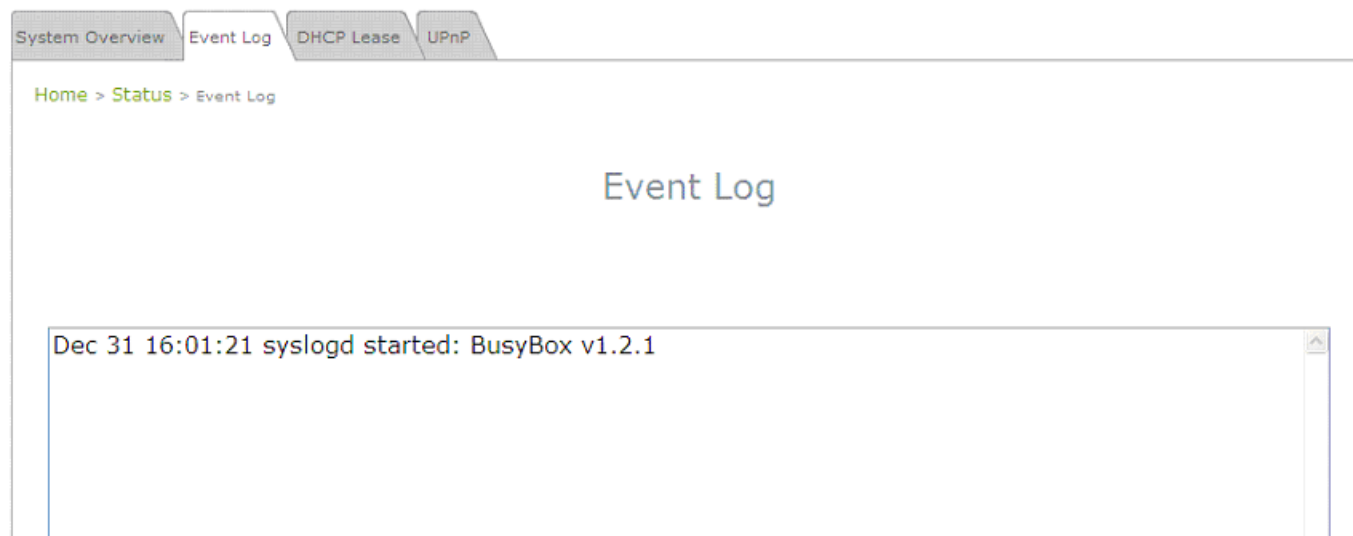 System Overview Event Log DHCP Lease UPnP
Home > Status > Event Log
Event Log
Dec 31 16:01:21 syslogd started: BusyBox v1.2.1